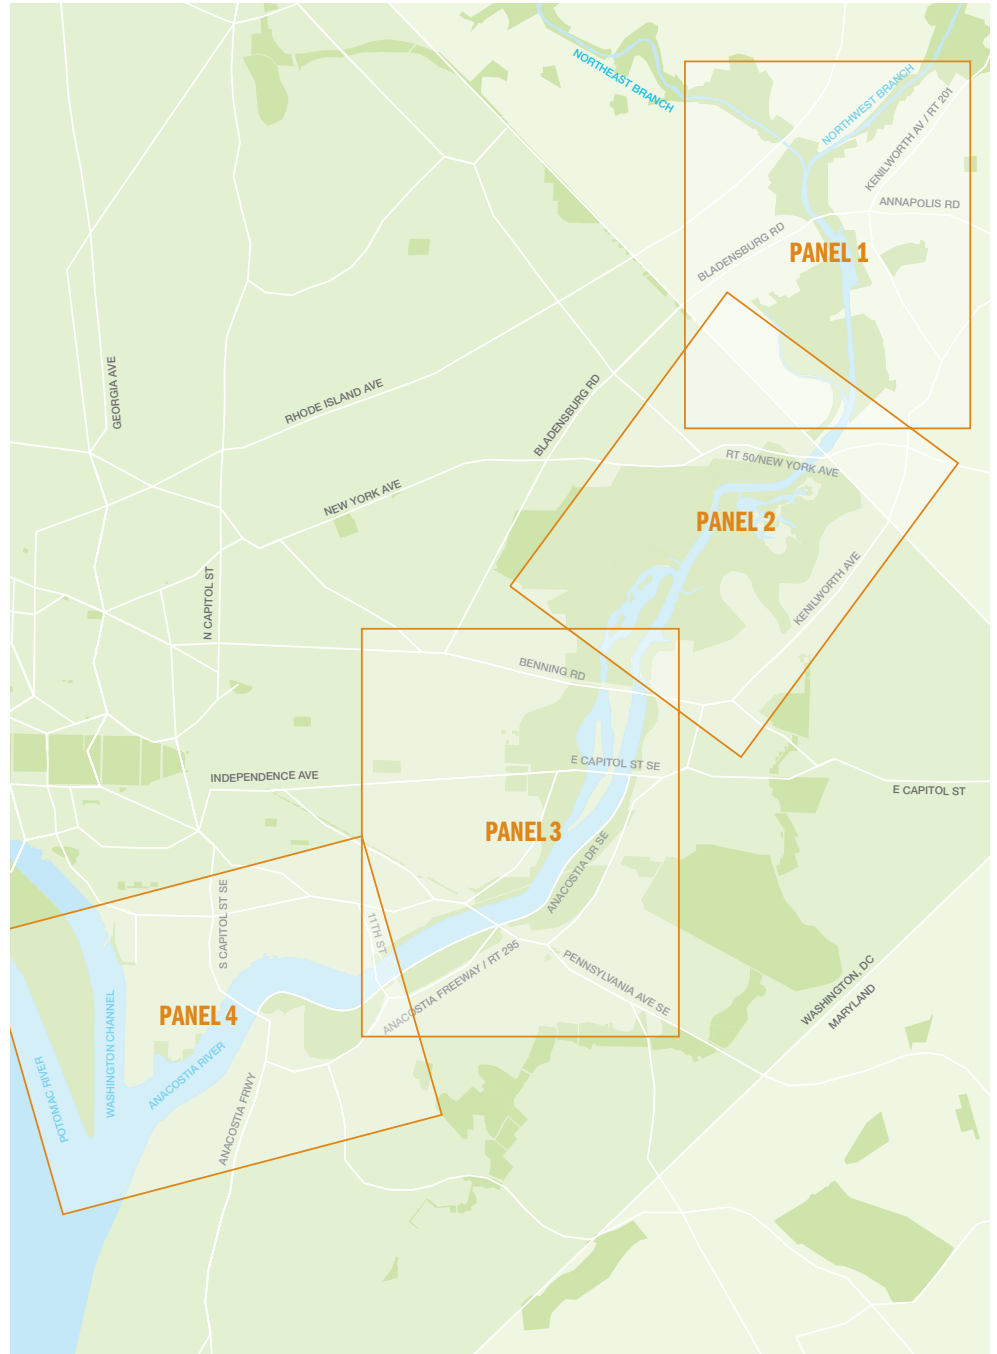 NORTHEAST BRANCH
NORTHWEST BRANCH
KENILWORTH AV / RT 201
ANNAPOLIS RD
BLADENSBURG RD
PANEL 1
GEORGIA AVE
RHODE ISLAND AVE
BLADENSBURG RD
RT 50/NEW YORK AVE
NEW YORK AVE
PANEL 2
N CAPITOL ST
KENILWORTH AVE
BENNING RD
INDEPENDENCE AVE
E CAPITOL ST SE
E CAPITOL ST
PANEL 3
ANACOSTIA DR SE
S CAPITOL ST SE
11TH ST
ANACOSTIA FREEWAY / RT 295
PENNSYLVANIA AVE SE
WASHINGTON, DC
MARYLAND
PANEL 4
POTOMAC RIVER
WASHINGTON CHANNEL
ANACOSTIA RIVER
ANACOSTIA FRWY